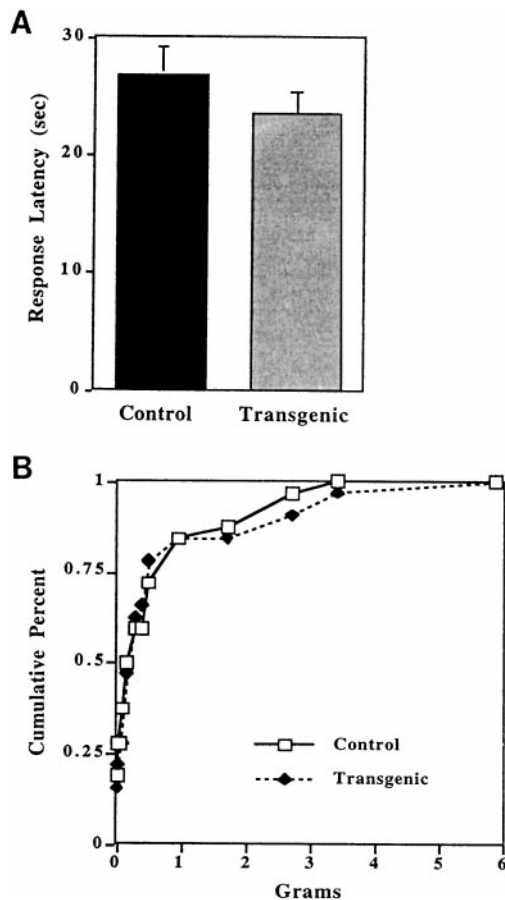 A
Response Latency (sec)
30
20
10
0
Control
Transgenic
B
Cumulative Percent
1
0.75
0.5
0.25
0
Control
Transgenic
0 1 2 3 4 5 6
Grams